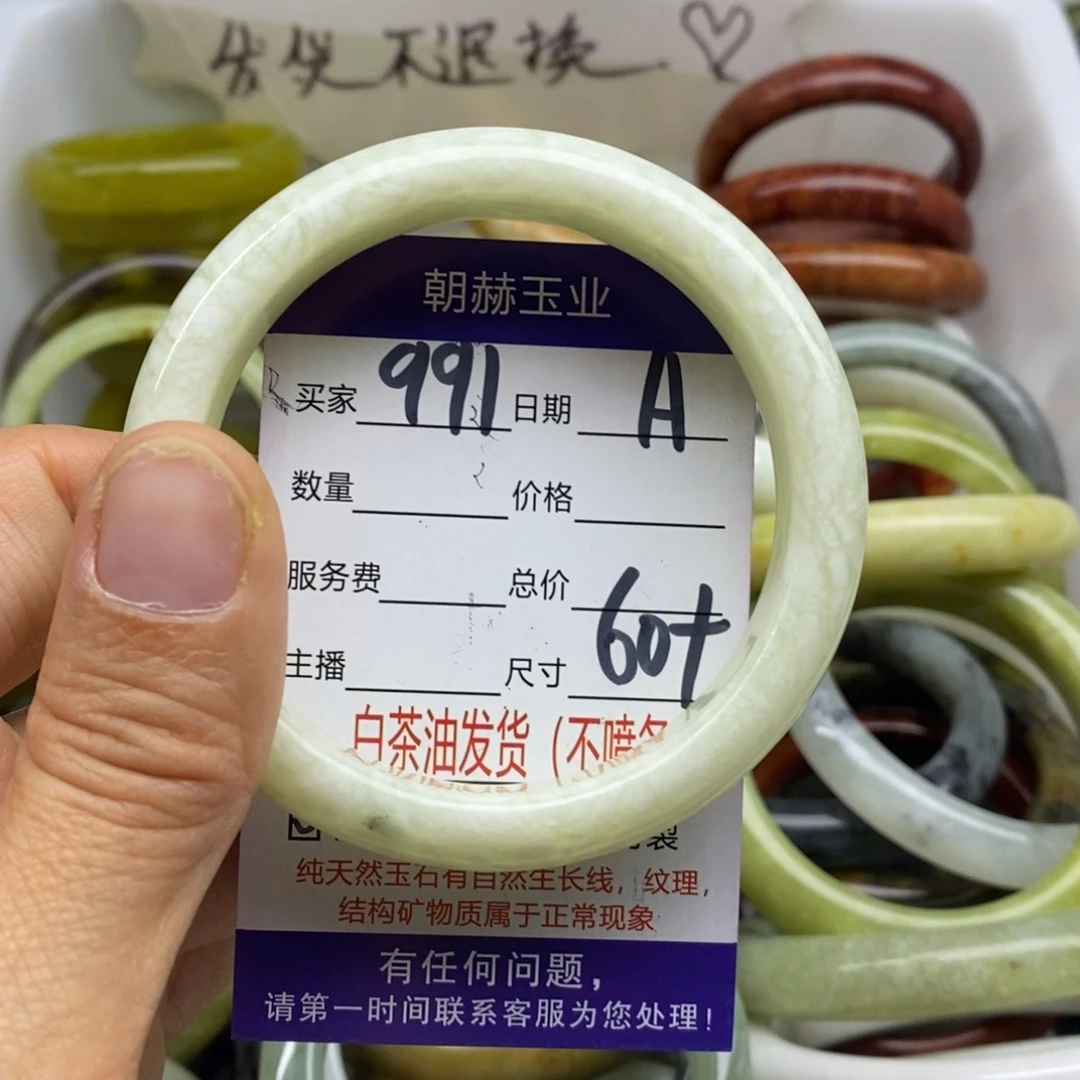 发货不退换
朝赫玉业
买家 991 日期 A
数量 价格
服务费 总价
主播 尺寸 60+
白茶油发货（不喷
纯天然玉石有自然生长线，纹理，
结构矿物质属于正常现象
有任何问题，
请第一时间联系客服为您处理！